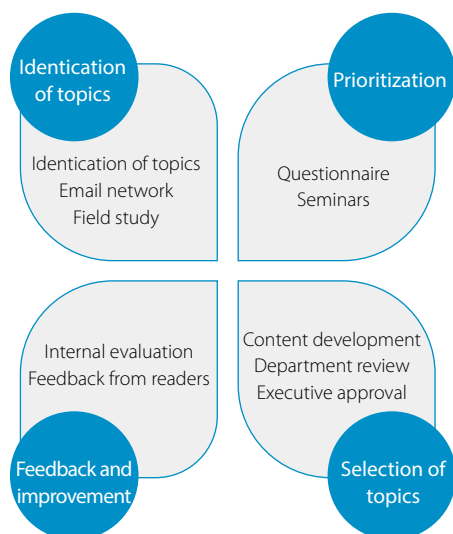 Identication
of topics
Identication of topics
Email network
Field study
Prioritization
Questionnaire
Seminars
Internal evaluation
Feedback from readers
Feedback and
improvement
Content development
Department review
Executive approval
Selection of
topics